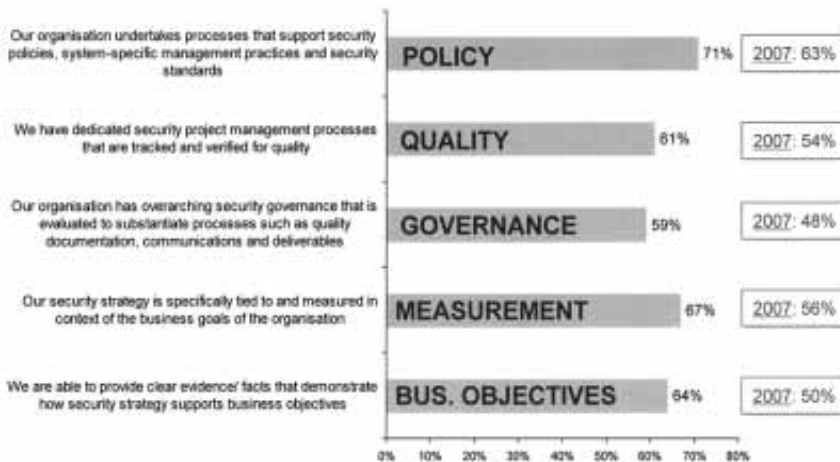 Our organisation undertakes processes that support security
policies, system-specific management practices and security
standards
POLICY
71%
2007: 63%
We have dedicated security project management processes
that are tracked and verified for quality
QUALITY
61%
2007: 54%
Our organisation has overarching security governance that is
evaluated to substantiate processes such as quality
documentation, communications and deliverables
GOVERNANCE
59%
2007: 48%
Our security strategy is specifically tied to and measured in
context of the business goals of the organisation
MEASUREMENT
67%
2007: 56%
We are able to provide clear evidence/ facts that demonstrate
how security strategy supports business objectives
BUS. OBJECTIVES
64%
2007: 50%
0% 10% 20% 30% 40% 50% 60% 70% 80%